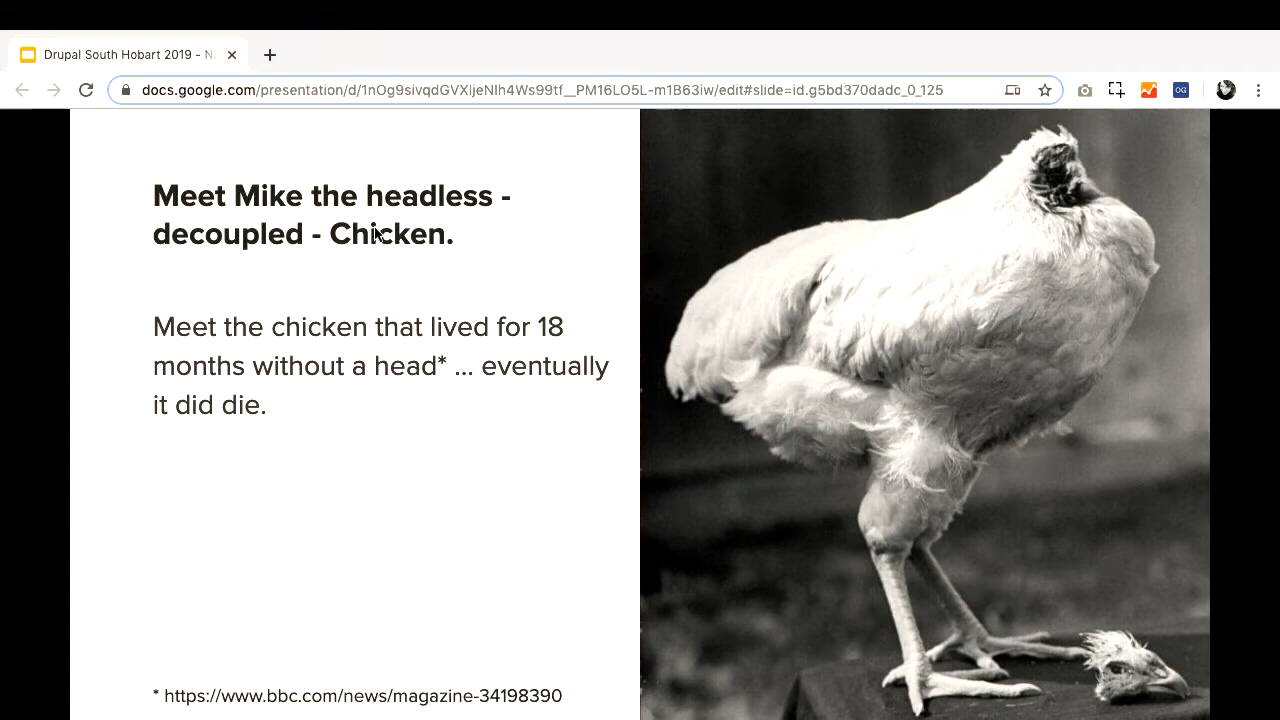 Drupal South Hobart 2019 - N
docs.google.com/presentation/d/1nOg9sivqdGVXljeNlh4Ws99tf__PM16LO5L-m1B63iw/edit#slide=id.g5bd370dadc_0_125
OG
Meet Mike the headless -
decoupled - Chicken.
Meet the chicken that lived for 18
months without a head* ... eventually
it did die.
* https://www.bbc.com/news/magazine-34198390